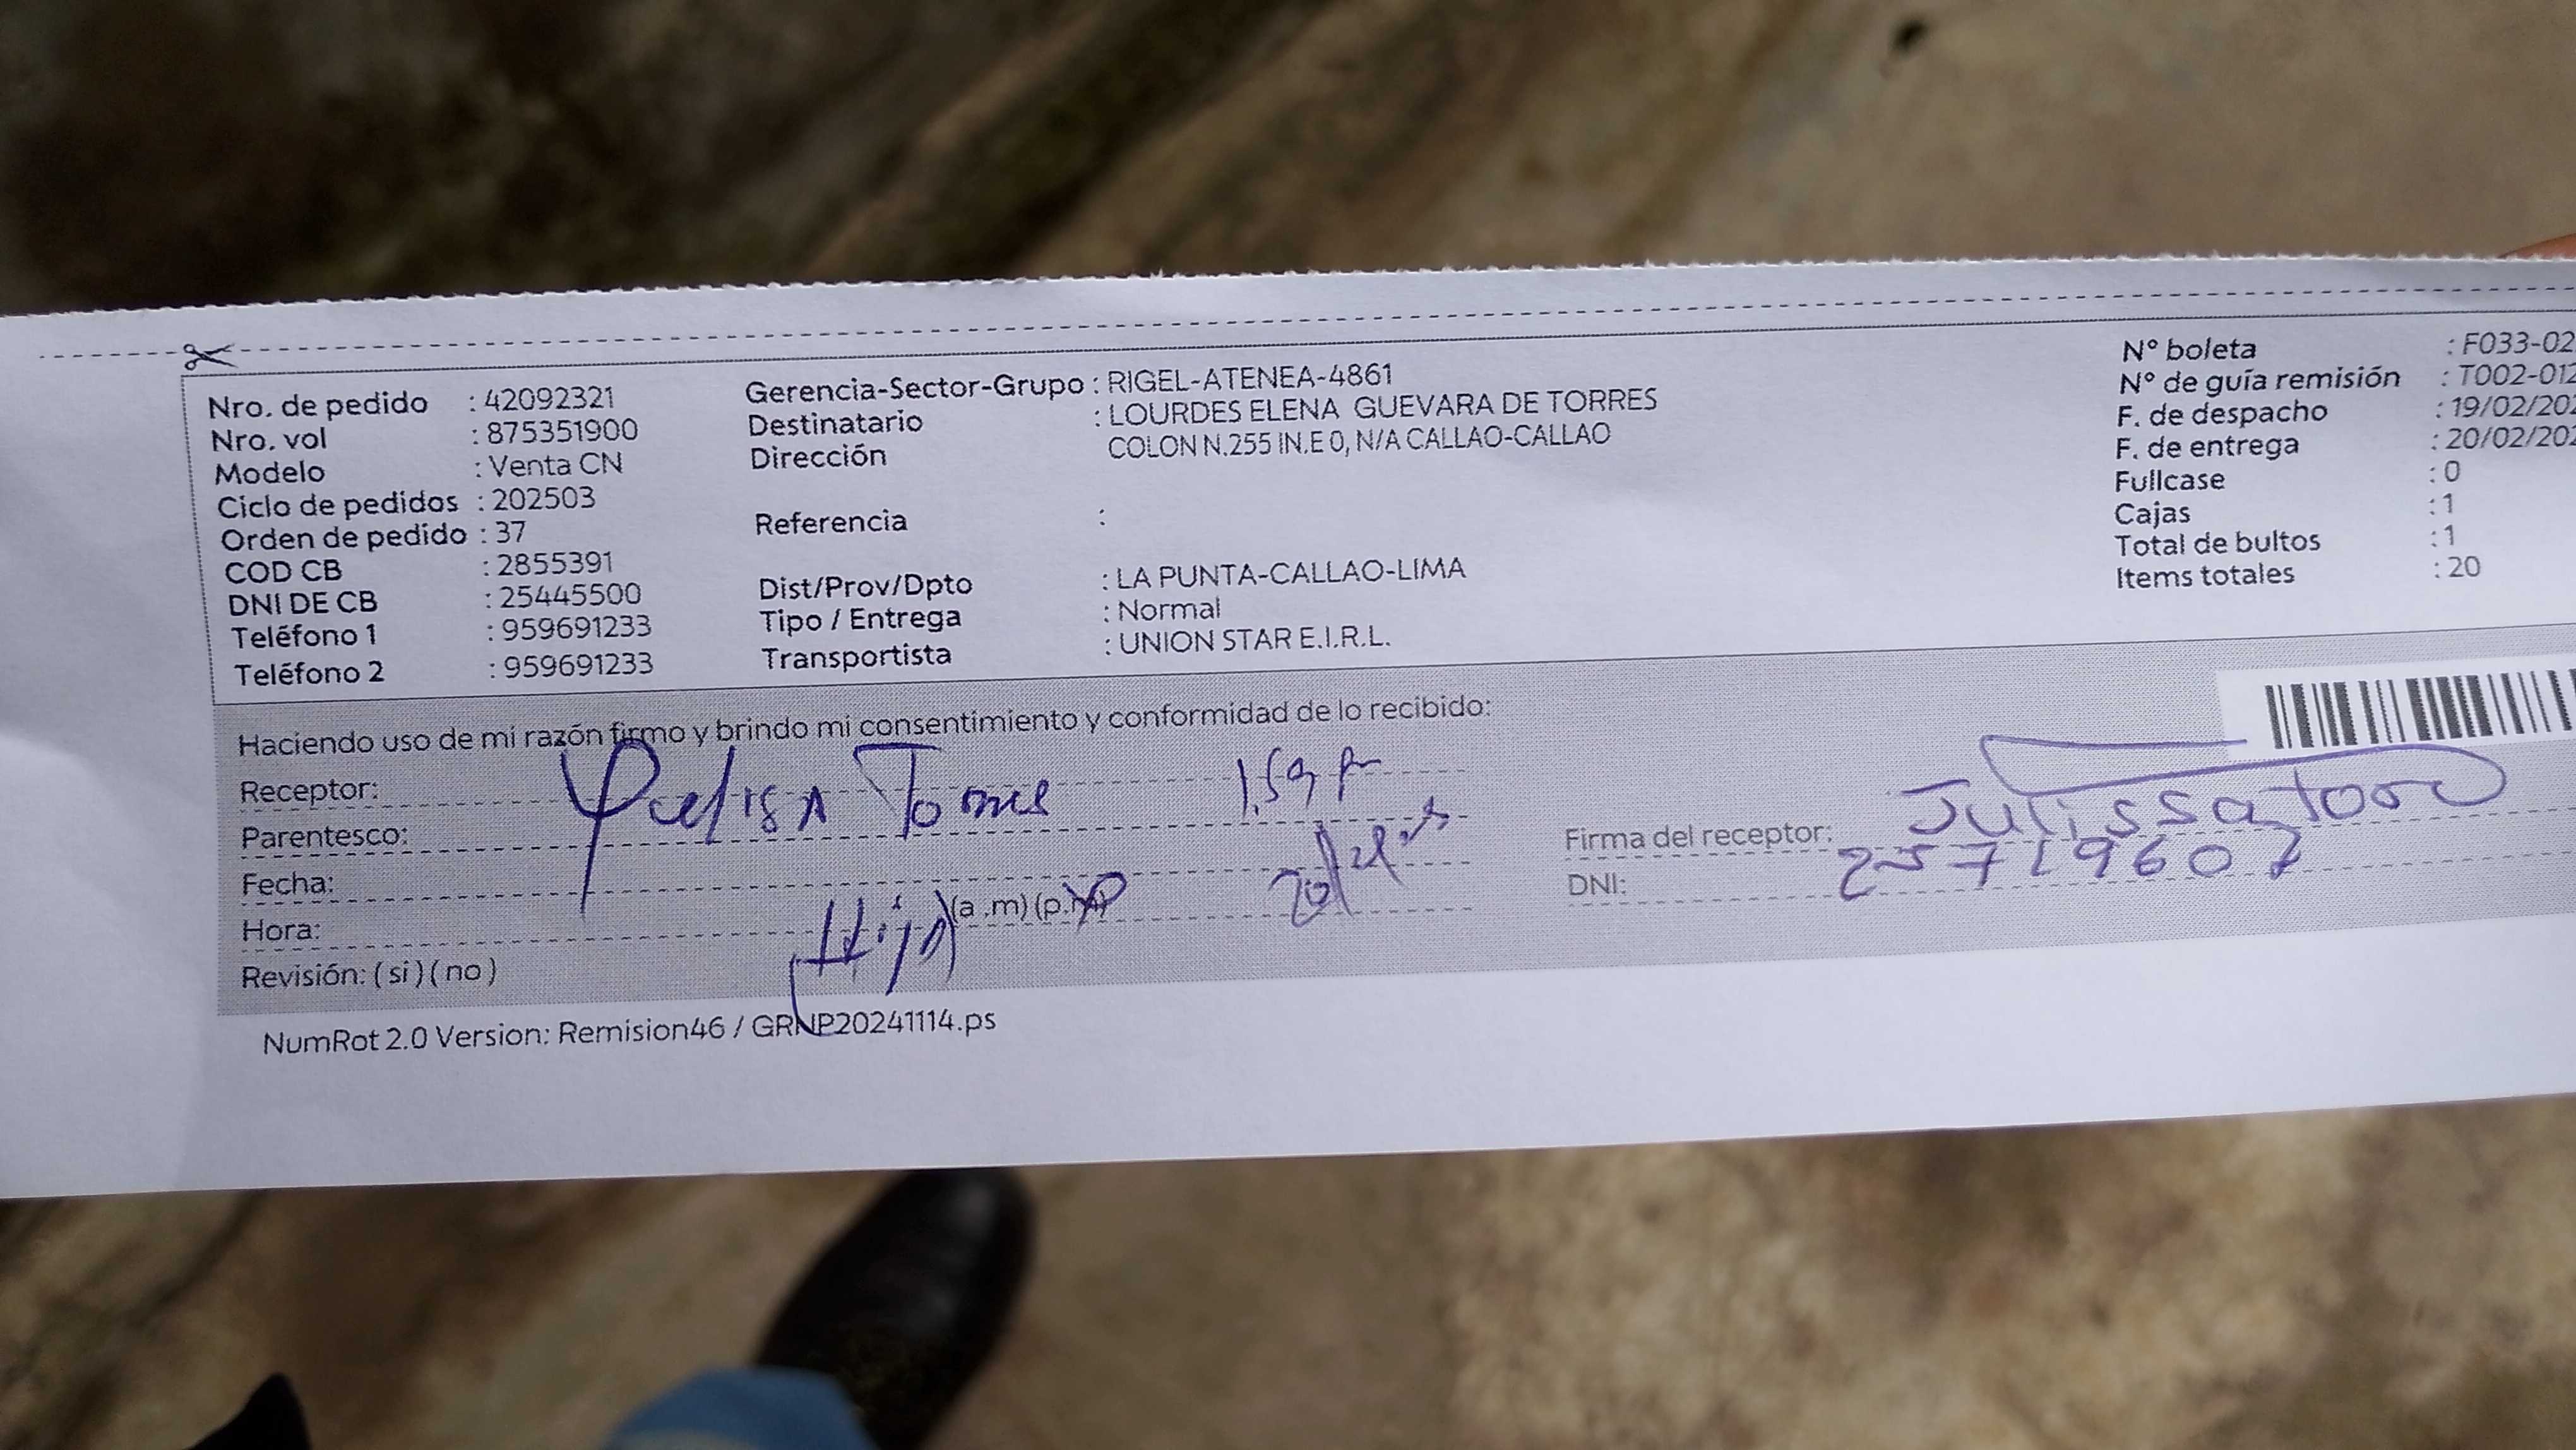 Nro. de pedido : 42092321
Nro. vol : 875351900
Modelo : Venta CN
Ciclo de pedidos : 202503
Orden de pedido : 37
COD CB : 2855391
DNI DE CB : 25445500
Teléfono 1 : 959691233
Teléfono 2 : 959691233
Gerencia-Sector-Grupo : RIGEL-ATENEA-4861
Destinatario : LOURDES ELENA GUEVARA DE TORRES
Dirección COLON N.255 IN.E 0, N/A CALLAO-CALLAO
Referencia :
Dist/Prov/Dpto : LA PUNTA-CALLAO-LIMA
Tipo / Entrega : Normal
Transportista : UNION STAR E.I.R.L.
N° boleta : F033-02
N° de guía remisión : T002-012
F. de despacho : 19/02/202
F. de entrega : 20/02/202
Fullcase : 0
Cajas : 1
Total de bultos : 1
Items totales : 20
Haciendo uso de mi razón firmo y brindo mi consentimiento y conformidad de lo recibido:
Receptor:
Parentesco:
Fecha:
Hora: (a .m) (p.m)
Revisión: ( si ) ( no )
Hija
1.59 p
Firma del receptor: Julissa
DNI:
NumRot 2.0 Version: Remision46 / GRNP20241114.ps